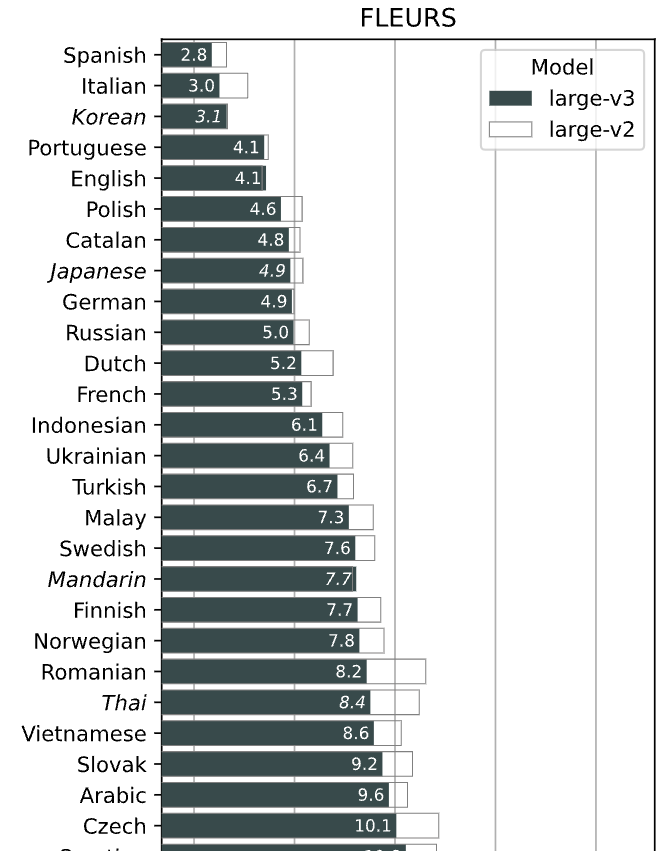 FLEURS
Model
large-v3
large-v2
Spanish 2.8
Italian 3.0
Korean 3.1
Portuguese 4.1
English 4.1
Polish 4.6
Catalan 4.8
Japanese 4.9
German 4.9
Russian 5.0
Dutch 5.2
French 5.3
Indonesian 6.1
Ukrainian 6.4
Turkish 6.7
Malay 7.3
Swedish 7.6
Mandarin 7.7
Finnish 7.7
Norwegian 7.8
Romanian 8.2
Thai 8.4
Vietnamese 8.6
Slovak 9.2
Arabic 9.6
Czech 10.1